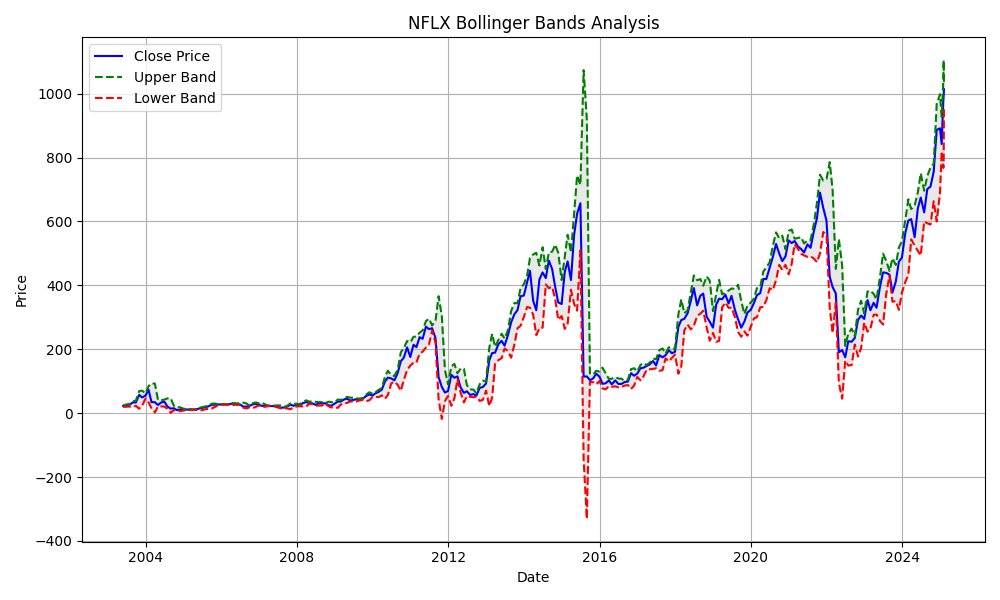 NFLX Bollinger Bands Analysis
Close Price
Upper Band
Lower Band
Price
1000
800
600
400
200
0
−200
−400
2004
2008
2012
2016
2020
2024
Date